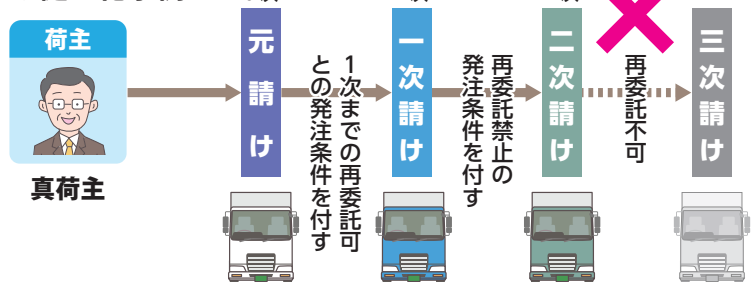 荷主
真荷主
元請け
1次までの再委託可
との発注条件を付す
一次請け
再委託禁止の
発注条件を付す
二次請け
再委託不可
三次請け